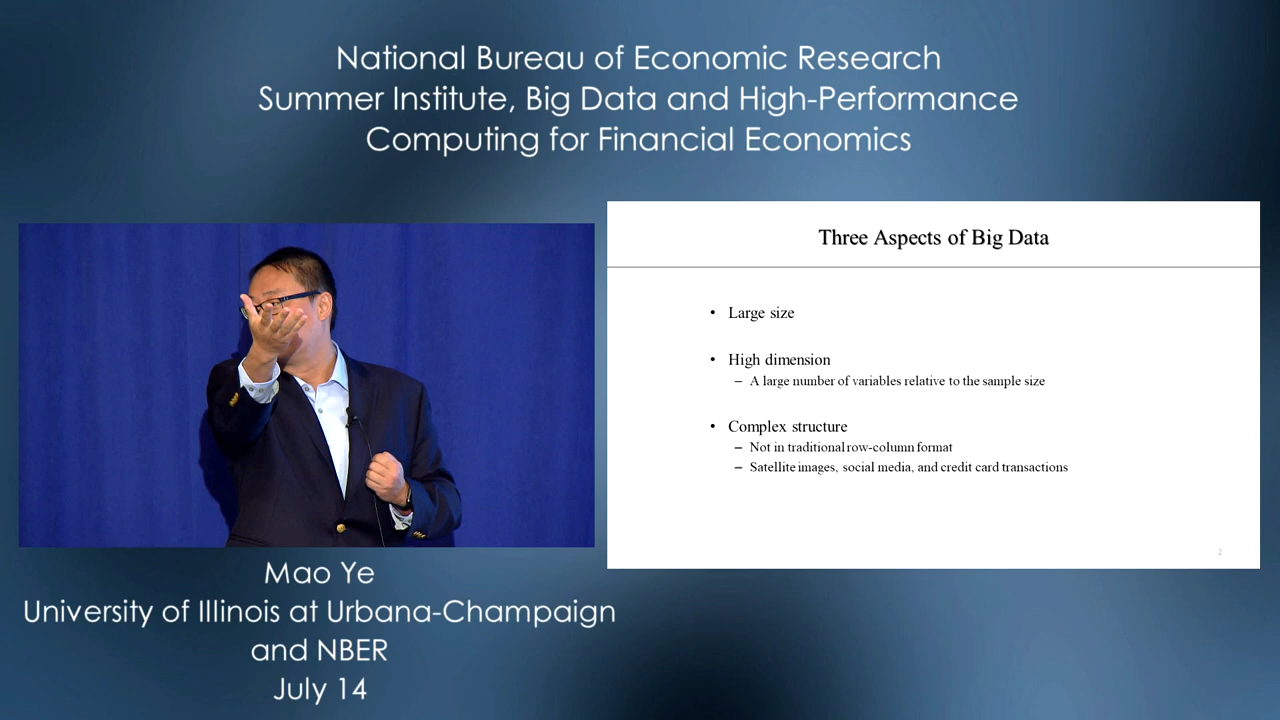 National Bureau of Economic Research
Summer Institute, Big Data and High-Performance
Computing for Financial Economics
Three Aspects of Big Data
• Large size
• High dimension
– A large number of variables relative to the sample size
• Complex structure
– Not in traditional row-column format
– Satellite images, social media, and credit card transactions
2
Mao Ye
University of Illinois at Urbana-Champaign
and NBER
July 14